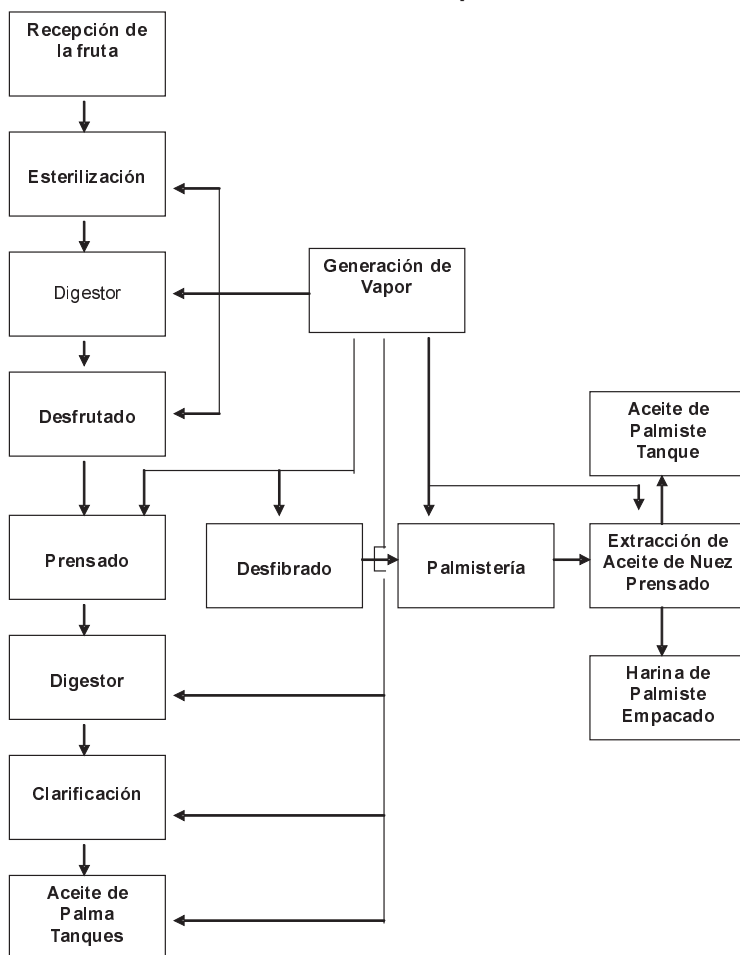 Recepción de
la fruta
Esterilización
Digestor
Generación de
Vapor
Desfrutado
Aceite de
Palmiste
Tanque
Prensado
Desfibrado
Palmistería
Extracción de
Aceite de Nuez
Prensado
Digestor
Harina de
Palmiste
Empacado
Clarificación
Aceite de
Palma
Tanques